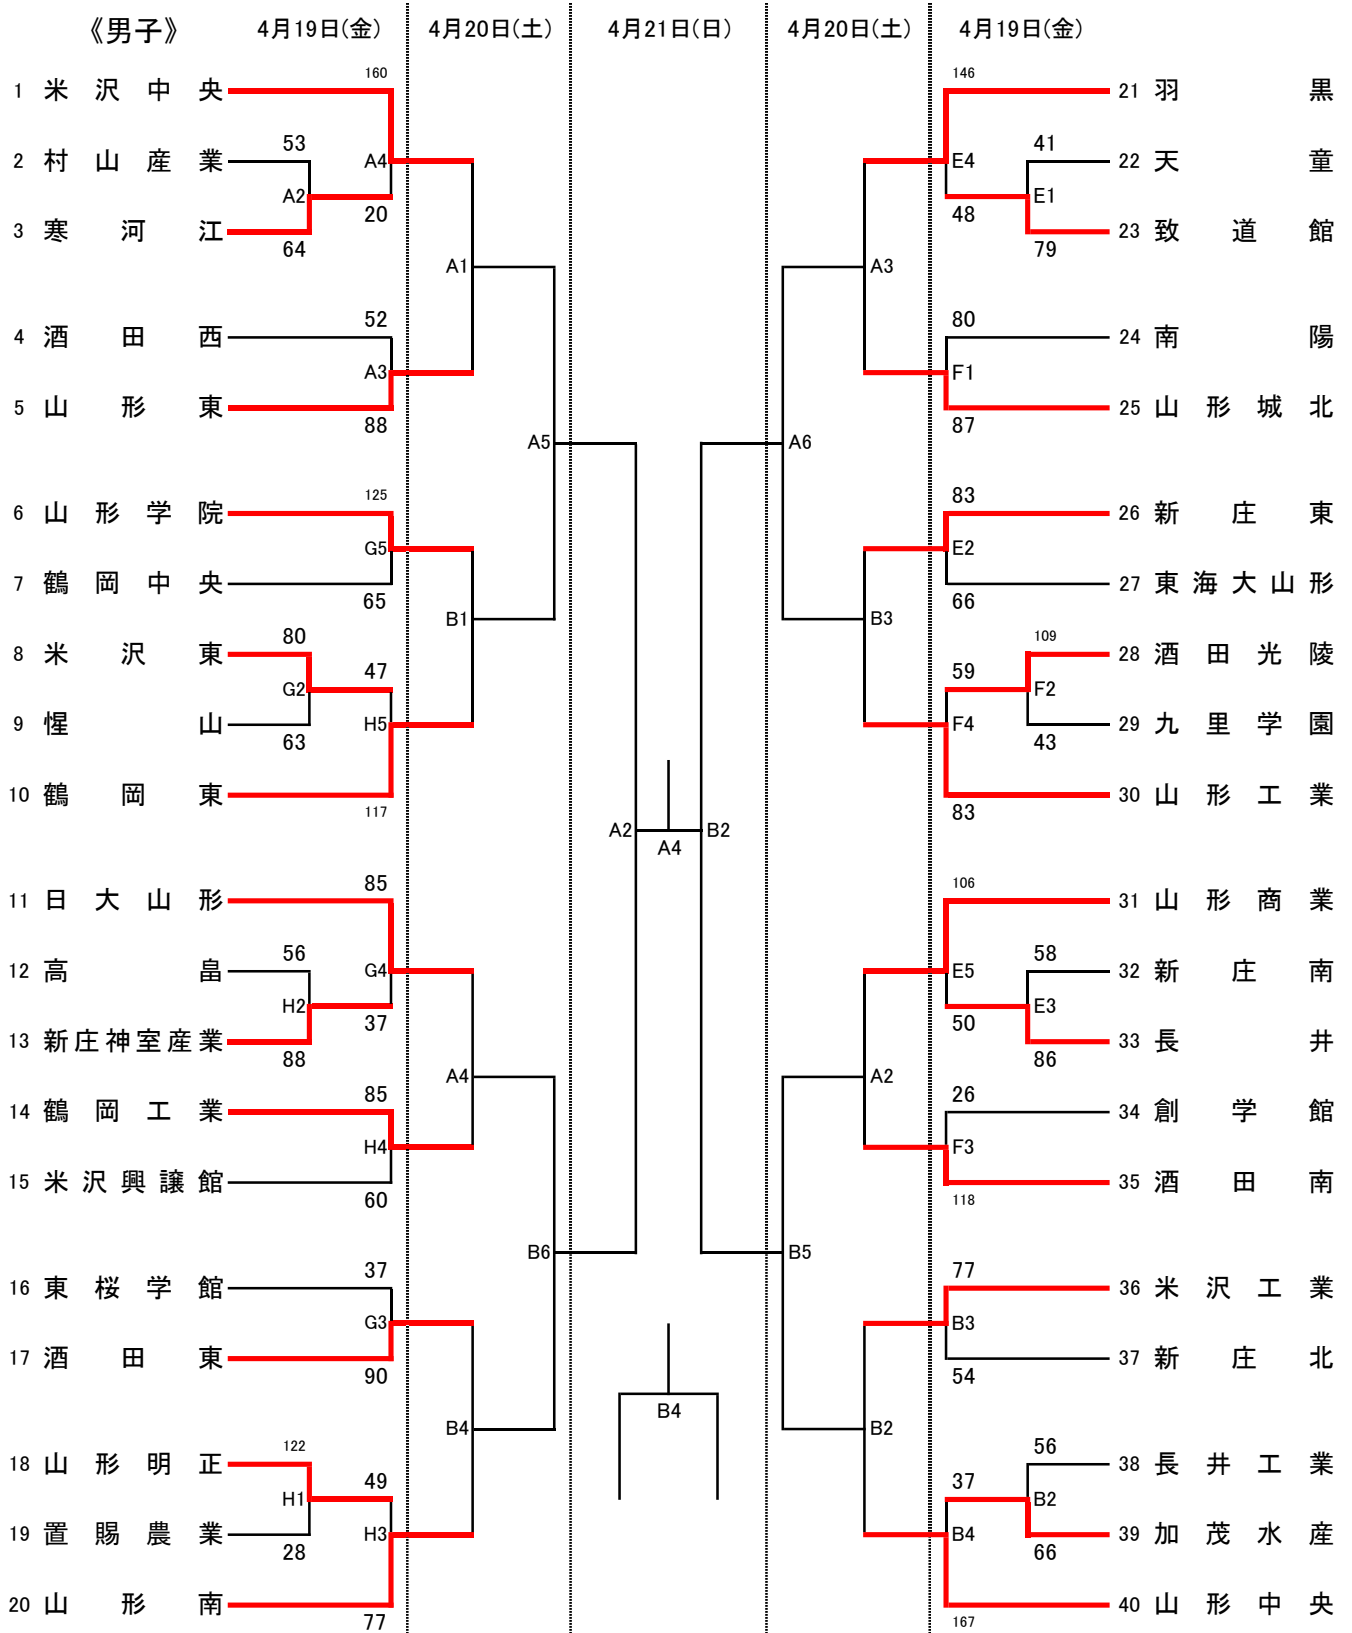 《男子》 4月19日(金) 4月20日(土) 4月21日(日) 4月20日(土) 4月19日(金)
160 146
1 米沢中央 21 羽黒
53 41
2 村山産業 A4 E4 22 天童
A2 E1
20 48
3 寒河江 23 致道館
64 79
A1 A3
52 80
4 酒田西 24 南陽
A3 F1
5 山形東 25 山形城北
88 87
A5 A6
125 83
6 山形学院 26 新庄東
G5 E2
7 鶴岡中央 27 東海大山形
65 66
B1 B3
80 109
8 米沢東 28 酒田光陵
47 59
G2 F2
9 惺山 H5 F4 29 九里学園
63 43
10 鶴岡東 30 山形工業
117 83
A2 B2
A4
85 106
11 日大山形 31 山形商業
56 58
12 高畠 G4 E5 32 新庄南
H2 E3
37 50
13 新庄神室産業 33 長井
88 86
A4 A2
85 26
14 鶴岡工業 34 創学館
H4 F3
15 米沢興譲館 35 酒田南
60 118
B6 B5
37 77
16 東桜学館 36 米沢工業
G3 B3
17 酒田東 37 新庄北
90 54
B4
B4 B2
122 56
18 山形明正 38 長井工業
49 37
H1 B2
19 置賜農業 H3 B4 39 加茂水産
28 66
20 山形南 40 山形中央
77 167